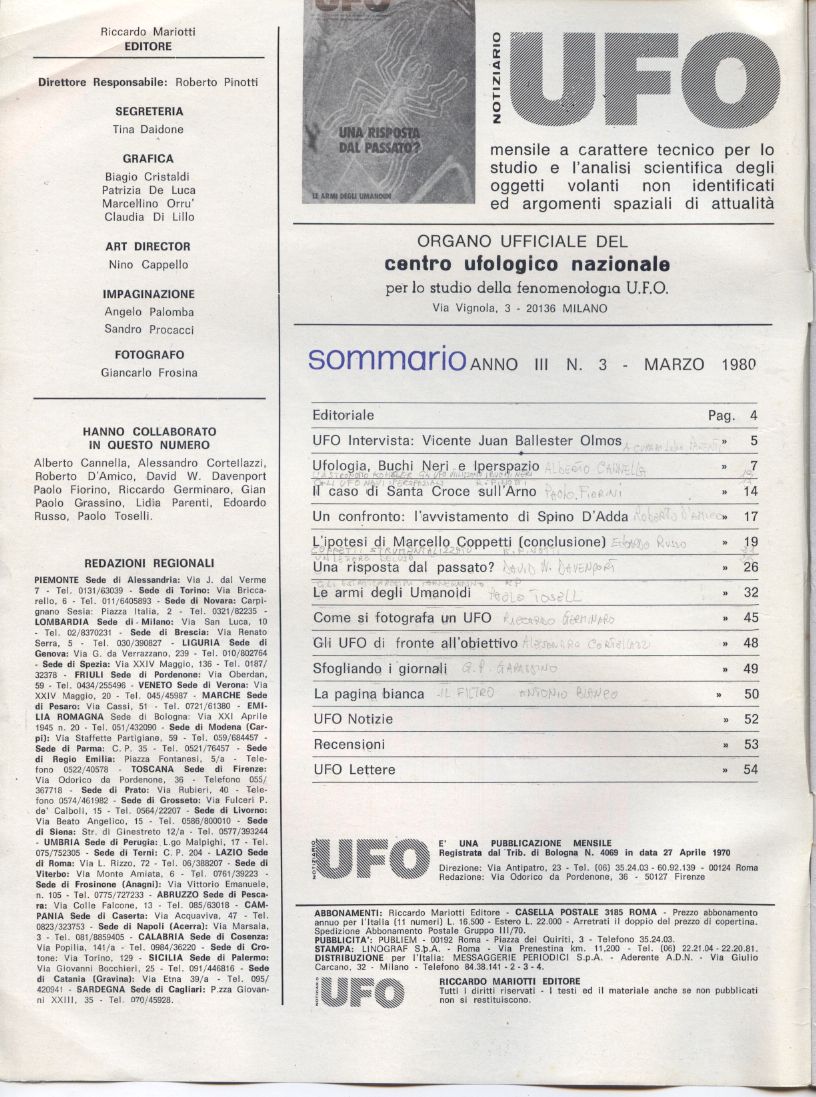 Riccardo Mariotti
EDITORE
Direttore Responsabile: Roberto Pinotti
SEGRETERIA
Tina Daidone
GRAFICA
Biagio Cristaldi
Patrizia De Luca
Marcellino Orru'
Claudia Di Lillo
ART DIRECTOR
Nino Cappello
IMPAGINAZIONE
Angelo Palomba
Sandro Procacci
FOTOGRAFO
Giancarlo Frosina
HANNO COLLABORATO
IN QUESTO NUMERO
Alberto Cannella, Alessandro Cortellazzi,
Roberto D'Amico, David W. Davenport
Paolo Fiorino, Riccardo Germinaro, Gian
Paolo Grassino, Lidia Parenti, Edoardo
Russo, Paolo Toselli.
REDAZIONI REGIONALI
PIEMONTE Sede di Alessandria: Via J. dal Verme
7 - Tel. 0131/63039 - Sede di Torino: Via Bricca-
rello, 6 - Tel. 011/6405893 - Sede di Novara: Carpi-
gnano Sesia: Piazza Italia, 2 - Tel. 0321/82235 -
LOMBARDIA Sede di Milano: Via San Luca, 10
- Tel. 02/8370231 - Sede di Brescia: Via Renato
Serra, 5 - Tel. 030/390827 - LIGURIA Sede di
Genova: Via G. da Verrazzano, 239 - Tel. 010/802764
- Sede di Spezia: Via XXIV Maggio, 136 - Tel. 0187/
32378 - FRIULI Sede di Pordenone: Via Oberdan,
59 - Tel. 0434/255496 - VENETO Sede di Verona: Via
XXIV Maggio, 20 - Tel. 045/45987 - MARCHE Sede
di Pesaro: Via Cassi, 51 - Tel. 0721/61380 - EMI-
LIA ROMAGNA Sede di Bologna: Via XXI Aprile
1945 n. 20 - Tel. 051/432090 - Sede di Modena (Car-
pi): Via Staffette Partigiane, 59 - Tel. 059/684457 -
Sede di Parma: C.P. 35 - Tel. 0521/76457 - Sede
di Reggio Emilia: Piazza Fontanesi, 5/a - Tele-
fono 0522/40578 - TOSCANA Sede di Firenze:
Via Odorico da Pordenone, 36 - Telefono 055/
367718 - Sede di Prato: Via Rubieri, 40 - Tele-
fono 0574/461982 - Sede di Grosseto: Via Fulceri P.
de' Calboli, 15 - Tel. 0564/22207 - Sede di Livorno:
Via Beato Angelico, 15 - Tel. 0586/800010 - Sede
di Siena: Str. di Ginestreto 12/a - Tel. 0577/393244
- UMBRIA Sede di Perugia: L.go Malpighi, 17 - Tel.
075/752305 - Sede di Terni: C.P. 204 - LAZIO Sede
di Roma: Via L. Rizzo, 72 - Tel. 06/388207 - Sede di
Viterbo: Via Monte Amiata, 6 - Tel. 0761/39223 -
Sede di Frosinone (Anagni): Via Vittorio Emanuele,
n. 105 - Tel. 0775/727233 - ABRUZZO Sede di Pesca-
ra: Via Colle Falcone, 13 - Tel. 085/63018 - CAM-
PANIA Sede di Caserta: Via Acquaviva, 47 - Tel.
0823/323753 - Sede di Napoli (Acerra): Via Marsala,
3 - Tel. 081/8859405 - CALABRIA Sede di Cosenza:
Via Popilia, 141/a - Tel. 0984/36220 - Sede di Cro-
tone: Via Torino, 129 - SICILIA Sede di Palermo:
Via Giovanni Bocchieri, 25 - Tel. 091/446816 - Sede
di Catania (Gravina): Via Etna 39/a - Tel. 095/
420941 - SARDEGNA Sede di Cagliari: P.zza Giovan-
ni XXIII, 35 - Tel. 070/45928.
UFO
UNA RISPOSTA
DAL PASSATO?
LE ARMI DEGLI UMANOIDI
NOTIZIARIO
UFO
mensile a carattere tecnico per lo
studio e l'analisi scientifica degli
oggetti volanti non identificati
ed argomenti spaziali di attualità
ORGANO UFFICIALE DEL
centro ufologico nazionale
per lo studio della fenomenologia U.F.O.
Via Vignola, 3 - 20136 MILANO
sommario ANNO III N. 3 - MARZO 1980
Editoriale Pag. 4
UFO Intervista: Vicente Juan Ballester Olmos A CURA DI LIDIA PARENTI » 5
Ufologia, Buchi Neri e Iperspazio ALBERTO CANNELLA » 7
Il caso di Santa Croce sull'Arno PAOLO FIORINI » 14
Un confronto: l'avvistamento di Spino D'Adda ROBERTO D'AMICO » 17
L'ipotesi di Marcello Coppetti (conclusione) EDOARDO RUSSO » 19
Una risposta dal passato? DAVID W. DAVENPORT » 26
Le armi degli Umanoidi PAOLO TOSELLI » 32
Come si fotografa un UFO RICCARDO GERMINARO » 45
Gli UFO di fronte all'obiettivo ALESSANDRO CORTELLAZZI » 48
Sfogliando i giornali G.P. GRASSINO » 49
La pagina bianca IL FILTRO ANTONIO BLANCO » 50
UFO Notizie » 52
Recensioni » 53
UFO Lettere » 54
NOTIZIARIO
UFO
E' UNA PUBBLICAZIONE MENSILE
Registrata dal Trib. di Bologna N. 4069 in data 27 Aprile 1970
Direzione: Via Antipatro, 23 - Tel. (06) 35.24.03 - 60.92.139 - 00124 Roma
Redazione: Via Odorico da Pordenone, 36 - 50127 Firenze
ABBONAMENTI: Riccardo Mariotti Editore - CASELLA POSTALE 3185 ROMA - Prezzo abbonamento
annuo per l'Italia (11 numeri) L. 16.500 - Estero L. 22.000 - Arretrati il doppio del prezzo di copertina.
Spedizione Abbonamento Postale Gruppo III/70.
PUBBLICITA': PUBLIEM - 00192 Roma - Piazza dei Quiriti, 3 - Telefono 35.24.03.
STAMPA: LINOGRAF S.p.A. - Roma - Via Prenestina km. 11,200 - Tel. (06) 22.21.04 - 22.20.81.
DISTRIBUZIONE per l'Italia: MESSAGGERIE PERIODICI S.p.A. - Aderente A.D.N. - Via Giulio
Carcano, 32 - Milano - Telefono 84.38.141 - 2 - 3 - 4.
NOTIZIARIO
UFO
RICCARDO MARIOTTI EDITORE
Tutti i diritti riservati - I testi ed il materiale anche se non pubblicati
non si restituiscono.